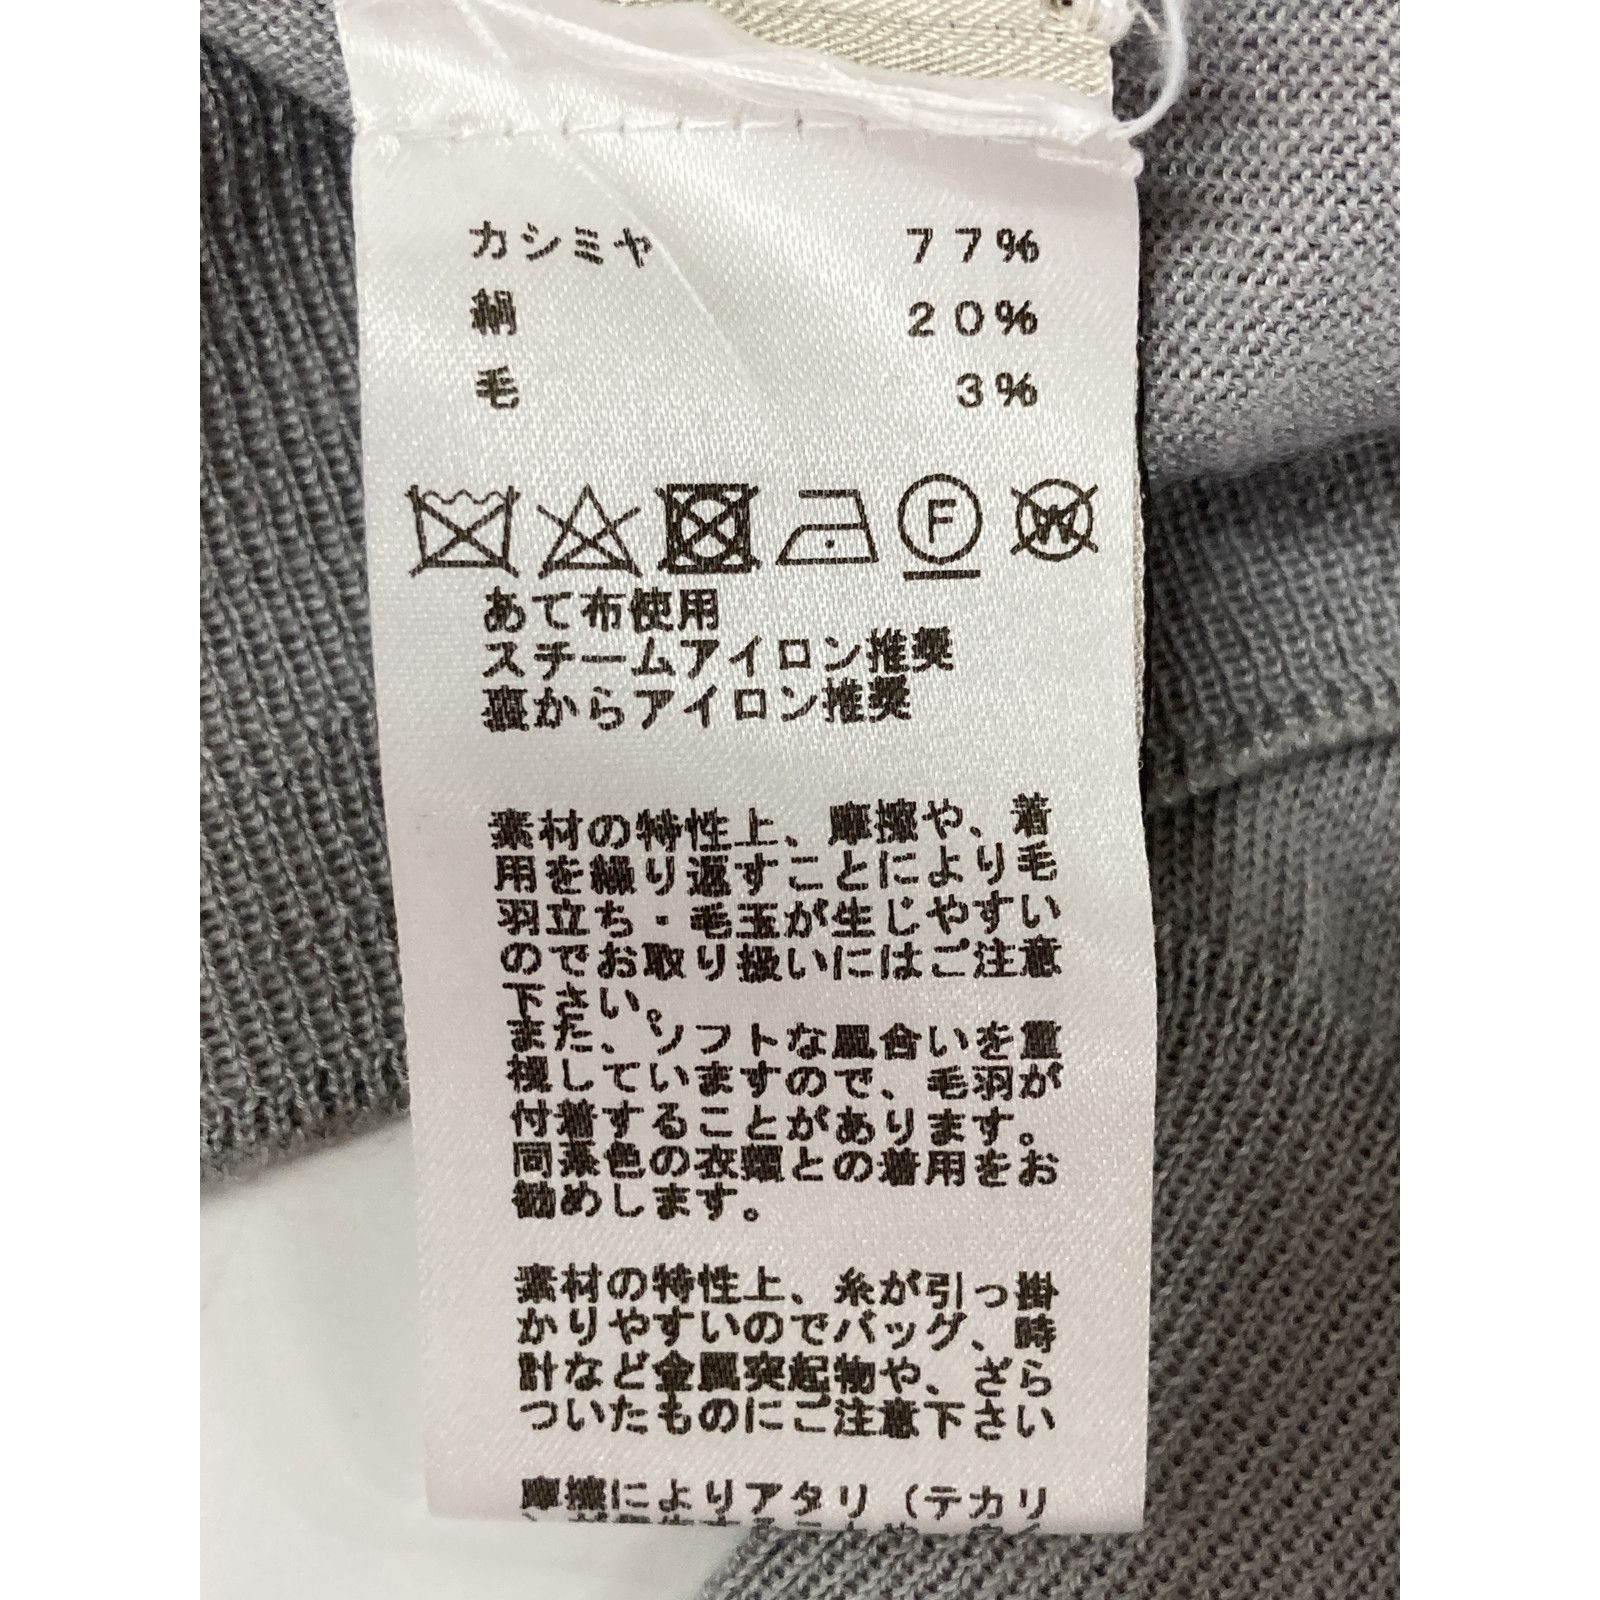 カシミヤ 77%
絹 20%
毛 3%
F W
あて布使用
スチームアイロン推奨
裏からアイロン推奨
素材の特性上、摩擦や、着
用を繰り返すことにより毛
羽立ち・毛玉が生じやすい
のでお取り扱いにはご注意
下さい。
また、ソフトな風合いを重
視していますので、毛羽が
付着することがあります。
同素色の衣類との着用をお
勧めします。
素材の特性上、糸が引っ掛
かりやすいのでバッグ、時
計など金属突起物や、ざら
ついたものにご注意下さい
摩擦によりアタリ（テカリ